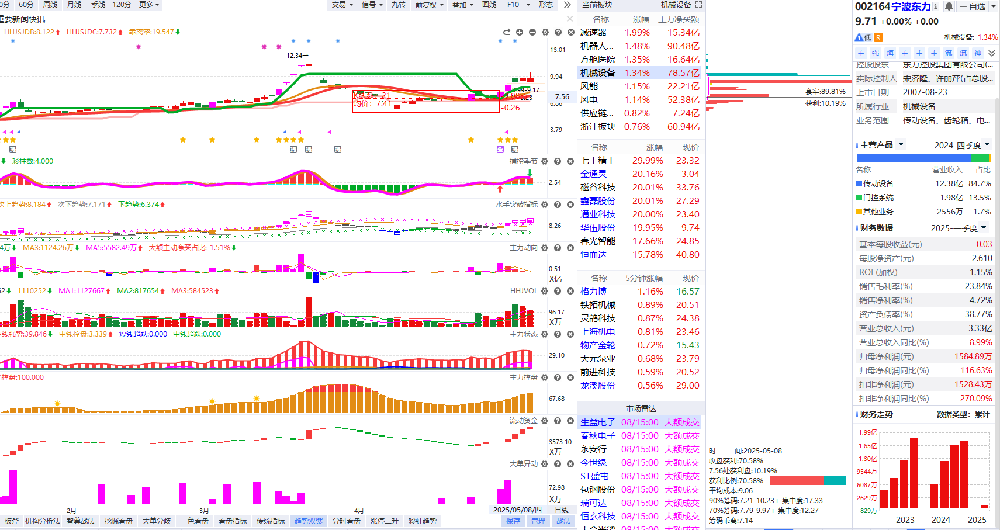 0分 60分 周线 月线 季线 120分 更多
交易 信号 九转 前复权 叠加 画线 F10 形态
重要新闻快讯
HHJSJDB:8.122 HHJSJDC:7.732 乖离率:19.547
13.01
12.34→
9.94
8.99-9.17
K线数: 21
7.56
均价: 7.41
6.86
-0.26
3.79
彩柱数:4.000
捕捞季节
2.54
次上趋势:8.184 次下趋势:7.171 下趋势:6.374
水手突破指标
8.26
4万 MA3:1124.26万 MA5:5582.49万 大额主动净买占比:-1.51%
主力动向
0.51
X亿
52 1110252 MA1:1127667 MA2:817654 MA3:584523
HHJVOL
96.17
X万
中线强势:39.846 中线控盘:3.339 短线超跌:0.000 中线超跌:0.000
主力状态
29.10
控盘:100.000
主力控盘
67.68
流动资金
3573.10
X万
大单异动
72.98
X万
2月 3月 4月 2025/05/08/四 日线
三板斧 机构分析法 智尊战法 挖掘看盘 大单分歧 三色看盘 看盘指标 传统指标 趋势双紫 分时看盘 涨停二升 彩虹趋势 保存 管理 战法
当前板块 机械设备
名称 涨幅 主力净买额
减速器 1.99% 15.34亿
机器人... 1.48% 90.48亿
方舱医院 1.35% 16.64亿
机械设备 1.34% 78.57亿
风能 1.15% 22.21亿
风电 1.14% 52.38亿
供应链... 0.82% 7.24亿
浙江板块 0.76% 60.94亿
名称 涨幅 现价
七丰精工 29.99% 23.32
金通灵 20.16% 3.04
磁谷科技 20.01% 33.76
鑫磊股份 20.01% 27.29
通业科技 20.00% 23.40
华伍股份 19.95% 9.74
春光智能 17.66% 24.85
恒而达 15.78% 40.80
名称 5分钟涨幅 现价
格力博 1.16% 16.57
铁拓机械 0.89% 20.51
灵鸽科技 0.87% 24.38
上海机电 0.81% 23.46
物产金轮 0.72% 15.43
大元泵业 0.68% 23.79
前进科技 0.59% 20.52
龙溪股份 0.56% 29.00
市场雷达
生益电子 08/15:00 大额成交
春秋电子 08/15:00 大额成交
永安行 08/15:00 大额成交
今世缘 08/15:00 大额成交
ST盛屯 08/15:00 大额成交
包钢股份 08/15:00 大额成交
瑞可达 08/15:00 大额成交
恒玄科技 08/15:00 大额成交
套牢:89.81%
获利:10.19%
时 间:2025-05-08
收盘获利:70.58%
7.56处获利盘:10.19%
获利比例:70.58%
平均成本:9.06
90%筹码:7.21-10.23+ 集中度:17.33
70%筹码:7.79-9.97+ 集中度:12.27
筹码乖离:7.14
002164宁波东力 自选
9.71 +0.00% +0.00
低 R 机械设备: 1.34%
主 强 海 主 主 主 流 流 神
控股股东 东力控股集团有限公司(...
实际控制人 宋济隆、许丽萍(占总股...
上市日期 2007-08-23
所属行业 机械设备
业务范围 传动设备、齿轮箱、电...
主营产品 2024-四季度
名称 营业收入 占比
传动设备 12.38亿 84.7%
门控系统 1.98亿 13.5%
其他业务 2556万 1.7%
财务数据 2025-一季度
基本每股收益(元) 0.03
每股净资产(元) 2.610
ROE(加权) 1.15%
销售毛利率(%) 23.84%
销售净利率(%) 4.72%
资产负债率(%) 38.77%
营业总收入(元) 3.33亿
营业总收入同比(%) 8.99%
归母净利润(元) 1584.89万
归母净利润同比(%) 116.63%
扣非净利润(元) 1528.43万
扣非净利润同比(%) 270.09%
财务走势 数据类型: 累计
1.99亿
1.65亿
1.30亿
9544万
6087万
2629万
-829万
2023 2024 2025